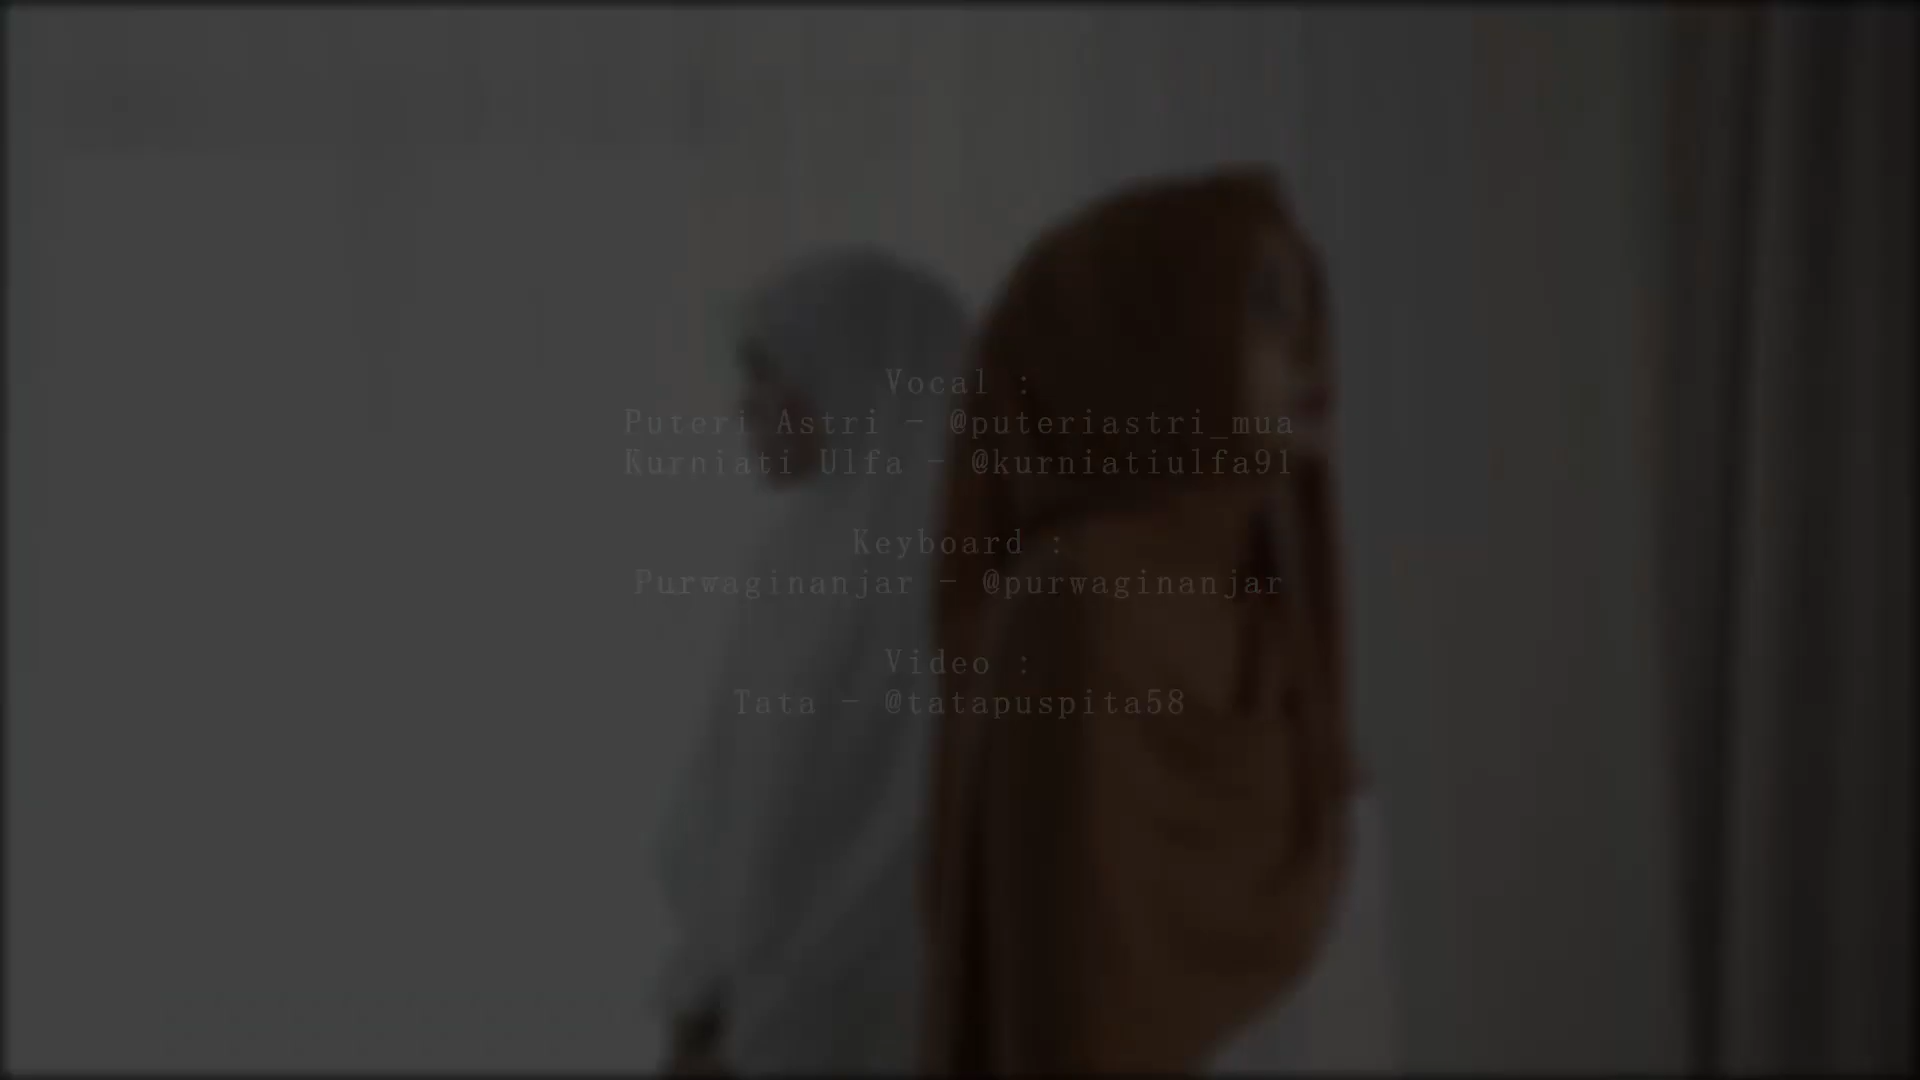 Vocal :
Puteri Astri - @puteriastri_mua
Kurniati Ulfa - @kurniatiulfa91
Keyboard :
Purwaginanjar - @purwaginanjar
Video :
Tata - @tatapuspita58